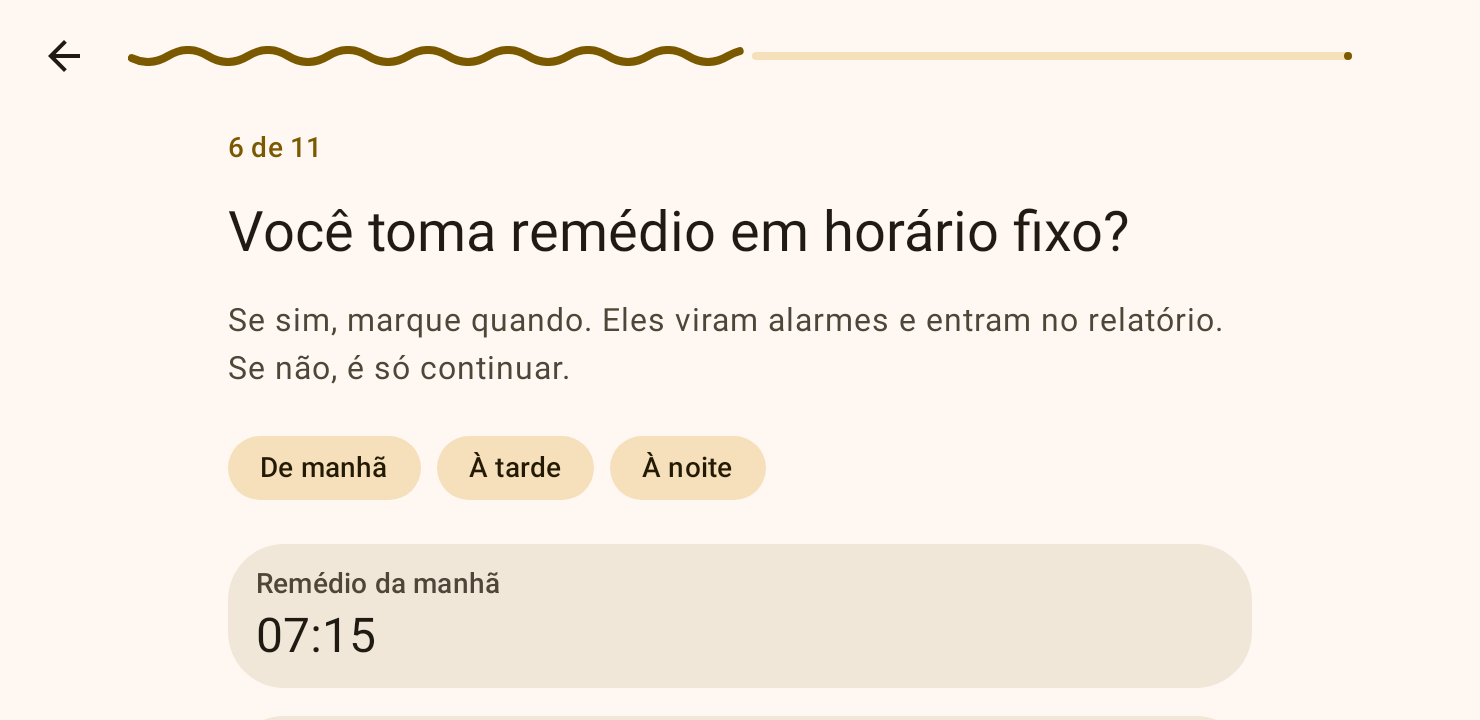 6 de 11
Você toma remédio em horário fixo?
Se sim, marque quando. Eles viram alarmes e entram no relatório.
Se não, é só continuar.
De manhã
À tarde
À noite
Remédio da manhã
07:15